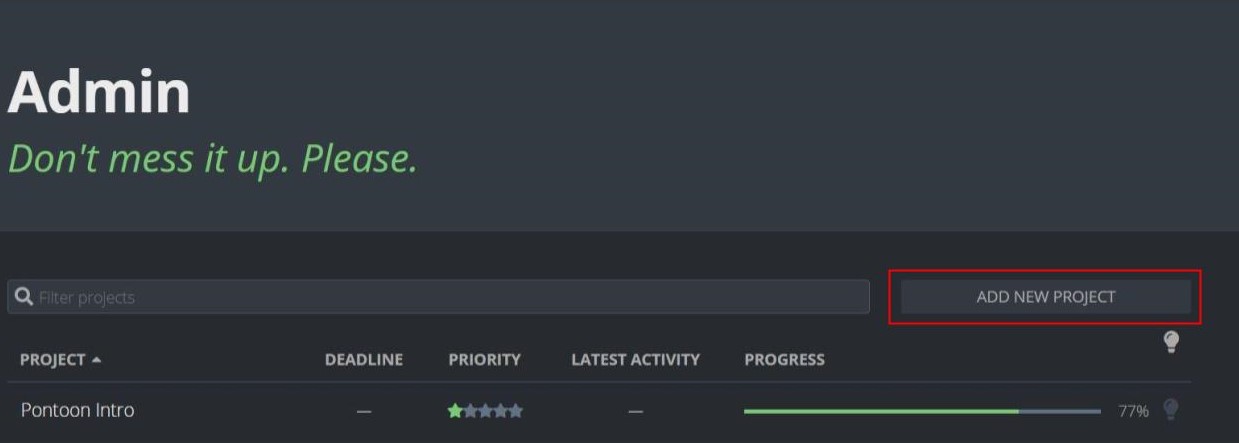 Admin
Don't mess it up. Please.
Filter projects
ADD NEW PROJECT
PROJECT DEADLINE PRIORITY LATEST ACTIVITY PROGRESS
Pontoon Intro — — 77%